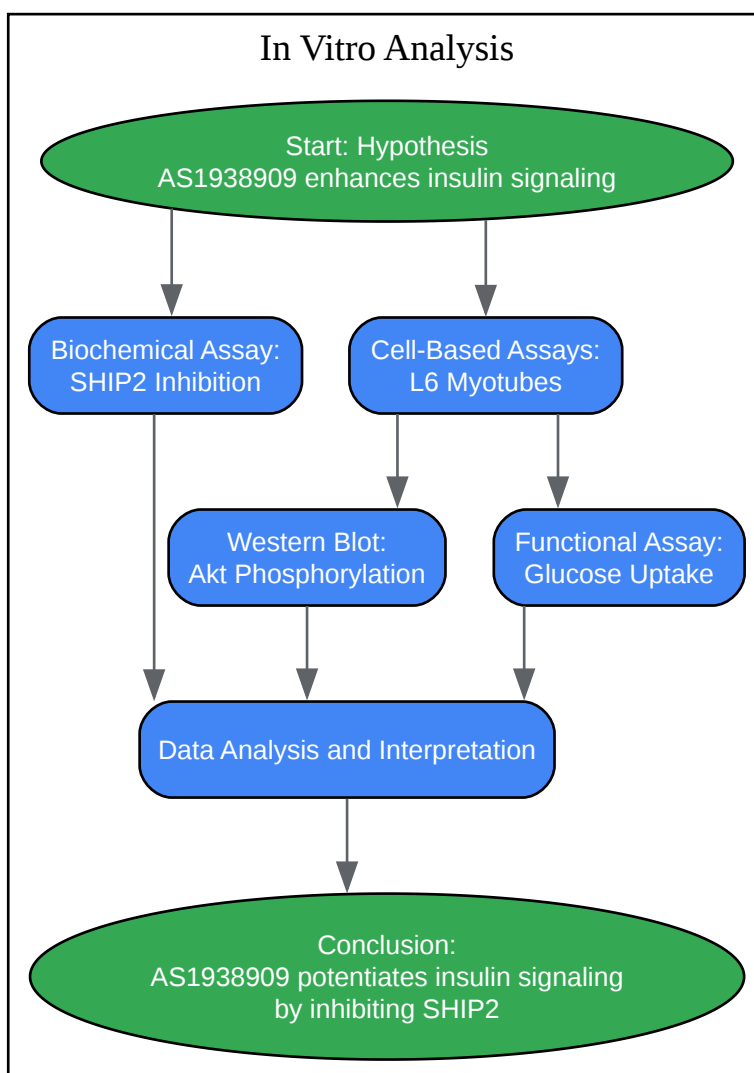 In Vitro Analysis
Start: Hypothesis
AS1938909 enhances insulin signaling
Biochemical Assay:
SHIP2 Inhibition
Cell-Based Assays:
L6 Myotubes
Western Blot:
Akt Phosphorylation
Functional Assay:
Glucose Uptake
Data Analysis and Interpretation
Conclusion:
AS1938909 potentiates insulin signaling
by inhibiting SHIP2